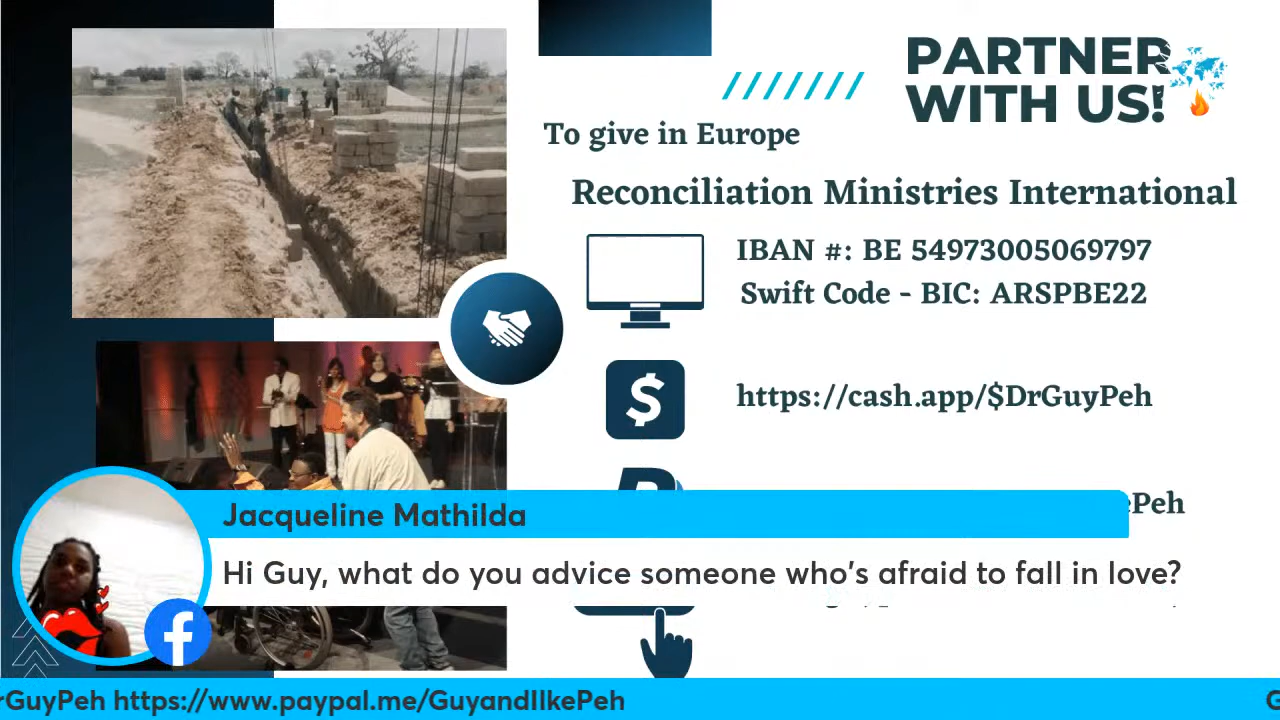 PARTNER
WITH US!
To give in Europe
Reconciliation Ministries International
IBAN #: BE 54973005069797
Swift Code - BIC: ARSPBE22
https://cash.app/$DrGuyPeh
ePeh
Jacqueline Mathilda
Hi Guy, what do you advice someone who's afraid to fall in love?
rGuyPeh https://www.paypal.me/GuyandIlkePeh